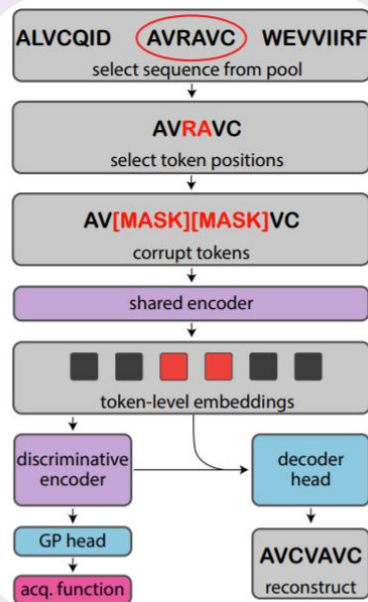 ALVCQID AVRAVC WEVVIIRF
select sequence from pool
AVRAVC
select token positions
AV[MASK][MASK]VC
corrupt tokens
shared encoder
token-level embeddings
discriminative
encoder
decoder
head
GP head
acq. function
AVCVAVC
reconstruct